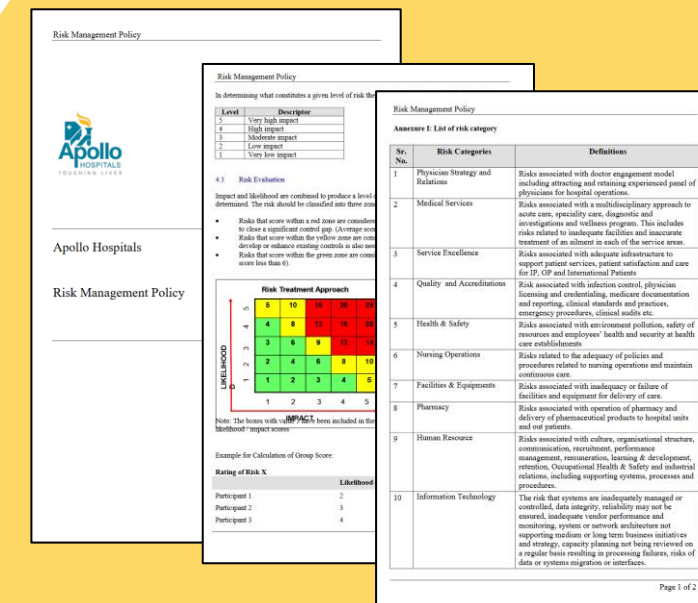 Risk Management Policy
Apollo
HOSPITALS
TOUCHING LIVES
Apollo Hospitals
Risk Management Policy
Risk Management Policy
In determining what constitutes a given level of risk the
Level Descriptor
5 Very high impact
4 High impact
3 Moderate impact
2 Low impact
1 Very low impact
4.3 Risk Evaluation
Impact and likelihood are combined to produce a level
determined. The risk should be classified into three zon
Risks that score within a red zone are consider
to close a significant control gap. (Average sco
Risks that score within the yellow zone are con
develop or enhance existing controls is also nee
Risks that score within the green zone are cons
score less than 6).
Risk Treatment Approach
LIKELIHOOD
5 5 10
4 4 8 12 16
3 3 6 9 12
2 2 4 6 8 10
1 1 2 3 4 5
1 2 3 4 5
IMPACT
Note: The boxes with have been included in the
likelihood / impact scores
Example for Calculation of Group Score:
Rating of Risk X
Likelihood
Participant 1 2
Participant 2 3
Participant 3 4
Risk Management Policy
Annexure I: List of risk category
Sr. No. Risk Categories Definitions
1 Physician Strategy and Relations
Risks associated with doctor engagement model
including attracting and retaining experienced panel of
physicians for hospital operations.
2 Medical Services
Risks associated with a multidisciplinary approach to
acute care, speciality care, diagnostic and
investigations and wellness program. This includes
risks related to inadequate facilities and inaccurate
treatment of an ailment in each of the service areas.
3 Service Excellence
Risks associated with adequate infrastructure to
support patient services, patient satisfaction and care
for IP, OP and International Patients
4 Quality and Accreditations
Risk associated with infection control, physician
licensing and credentialing, medicare documentation
and reporting, clinical standards and practices,
emergency procedures, clinical audits etc.
5 Health & Safety
Risks associated with environment pollution, safety of
resources and employees' health and security at health
care establishments
6 Nursing Operations
Risks related to the adequacy of policies and
procedures related to nursing operations and maintain
continuous care.
7 Facilities & Equipments
Risks associated with inadequacy or failure of
facilities and equipment for delivery of care.
8 Pharmacy
Risks associated with operation of pharmacy and
delivery of pharmaceutical products to hospital units
and out patients.
9 Human Resource
Risks associated with culture, organisational structure,
communication, recruitment, performance
management, remuneration, learning & development,
retention, Occupational Health & Safety and industrial
relations, including supporting systems, processes and
procedures.
10 Information Technology
The risk that systems are inadequately managed or
controlled, data integrity, reliability may not be
ensured, inadequate vendor performance and
monitoring, system or network architecture not
supporting medium or long term business initiatives
and strategy, capacity planning not being reviewed on
a regular basis resulting in processing failures, risks of
data or systems migration or interfaces.
Page 1 of 2